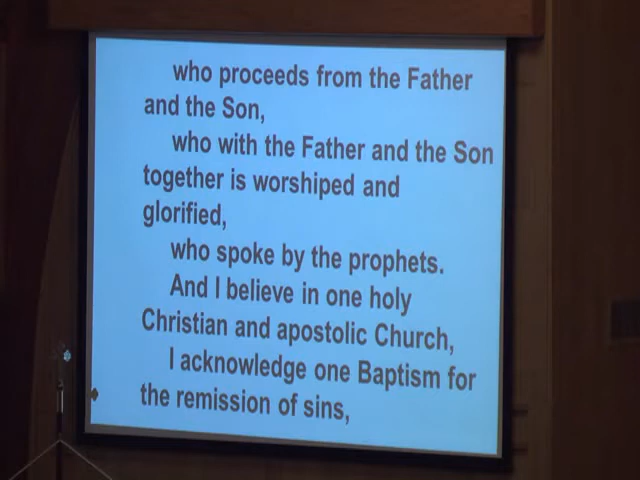 who proceeds from the Father
and the Son,
who with the Father and the Son
together is worshiped and
glorified,
who spoke by the prophets.
And I believe in one holy
Christian and apostolic Church,
I acknowledge one Baptism for
the remission of sins,